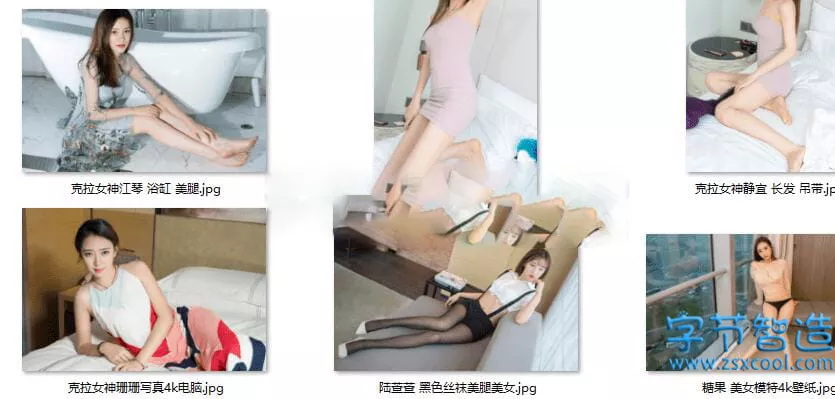 克拉女神江琴 浴缸 美腿.jpg
克拉女神静宜 长发 吊带.jp
克拉女神珊珊写真4k电脑.jpg
陆萱萱 黑色丝袜美腿美女.jpg
糖果 美女模特4k壁纸.jpg
字节智造
www.zsxcool.com